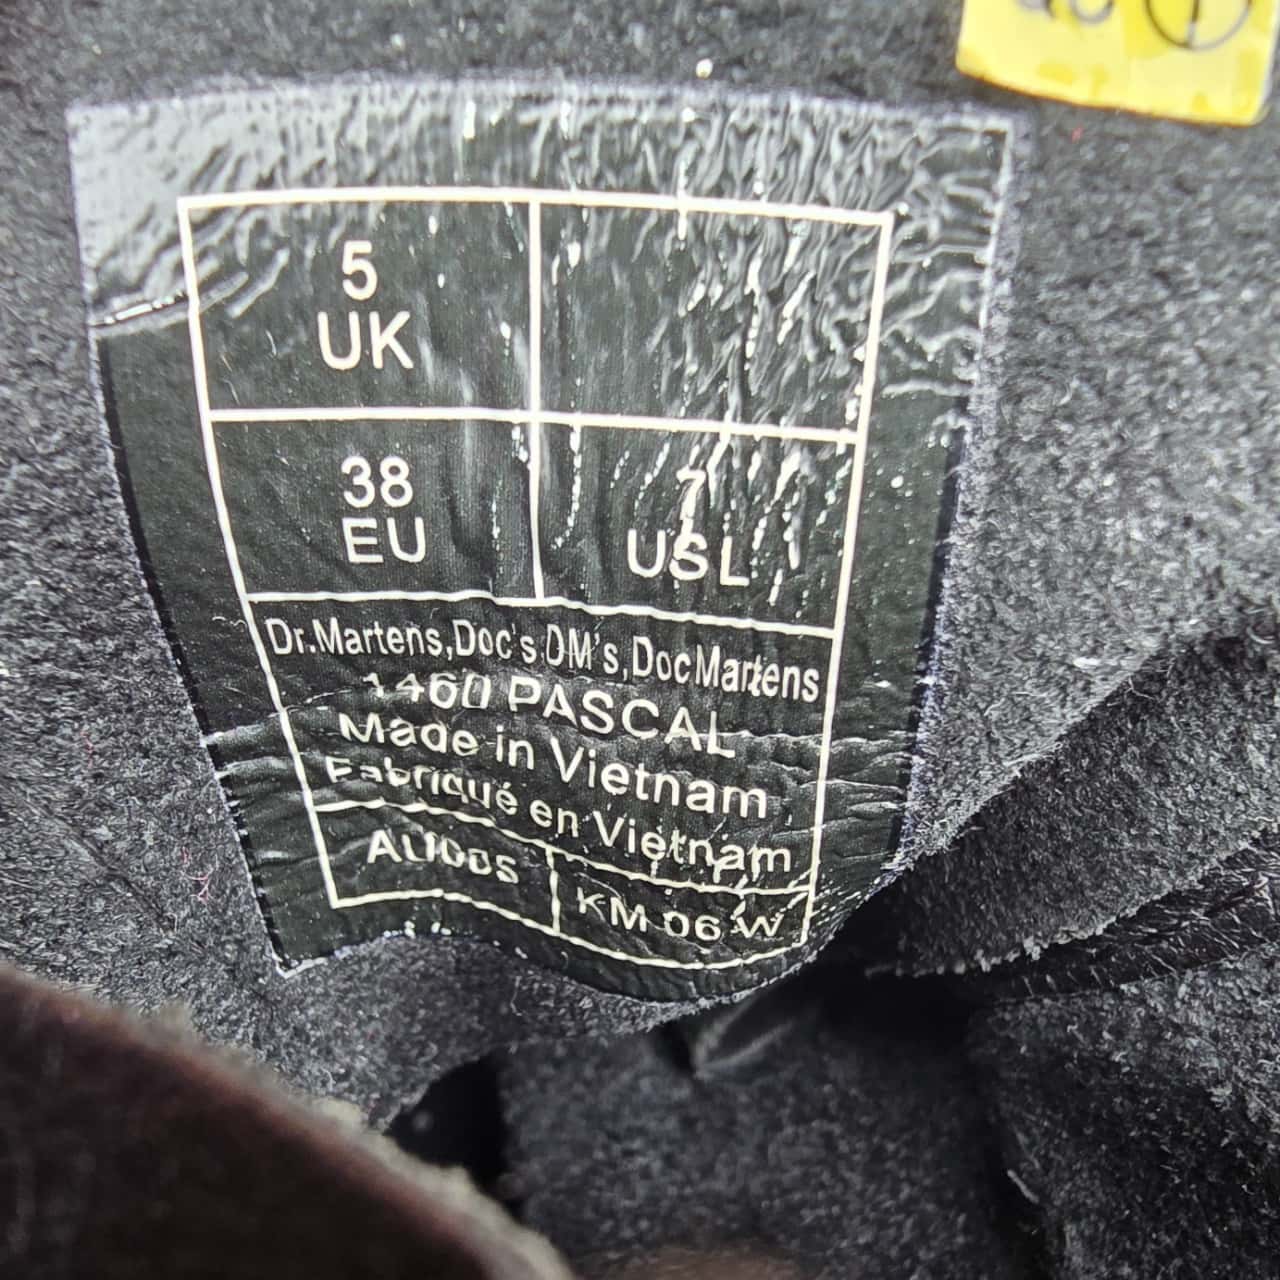 5
UK
38
EU
7
USL
Dr.Martens,Doc's,DM's,DocMartens
1460 PASCAL
Made in Vietnam
Fabriqué en Vietnam
KM 06 W